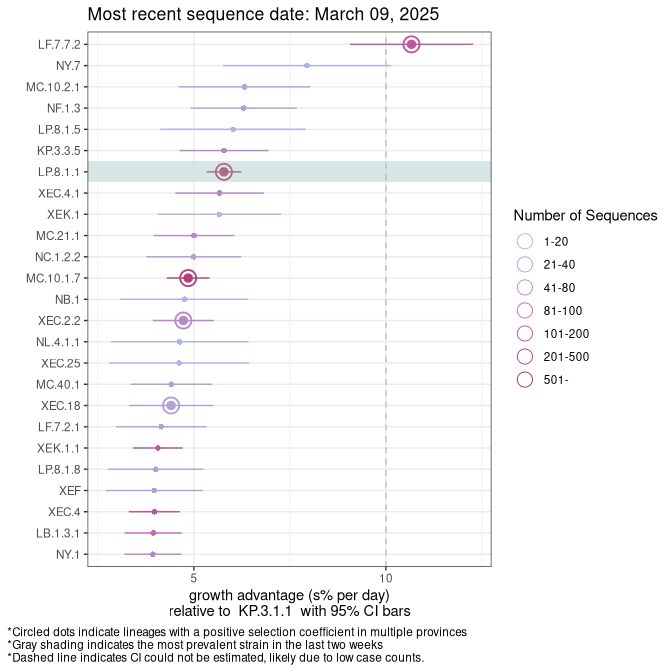 Most recent sequence date: March 09, 2025
LF.7.7.2
NY.7
MC.10.2.1
NF.1.3
LP.8.1.5
KP.3.3.5
LP.8.1.1
XEC.4.1
XEK.1
MC.21.1
NC.1.2.2
MC.10.1.7
NB.1
XEC.2.2
NL.4.1.1
XEC.25
MC.40.1
XEC.18
LF.7.2.1
XEK.1.1
LP.8.1.8
XEF
XEC.4
LB.1.3.1
NY.1
5 10
growth advantage (s% per day)
relative to KP.3.1.1 with 95% CI bars
Number of Sequences
1-20
21-40
41-80
81-100
101-200
201-500
501-
*Circled dots indicate lineages with a positive selection coefficient in multiple provinces
*Gray shading indicates the most prevalent strain in the last two weeks
*Dashed line indicates CI could not be estimated, likely due to low case counts.